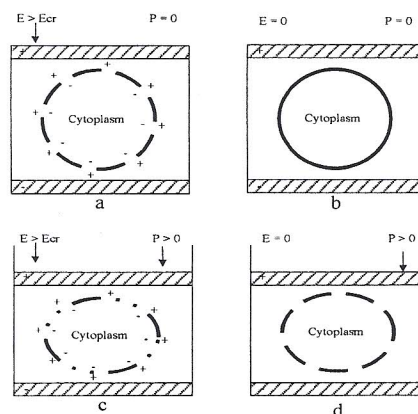 E > Ecr P = 0 E = 0 P = 0
+ +
Cytoplasm Cytoplasm
- -
a b
E > Ecr P > 0 E = 0 P > 0
+ +
Cytoplasm Cytoplasm
- -
c d